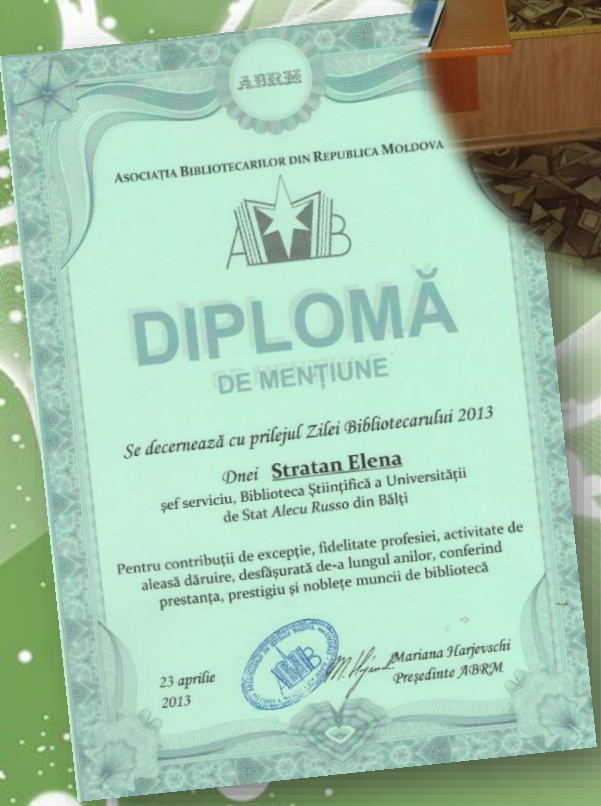 ABRM
ASOCIAȚIA BIBLIOTECARILOR DIN REPUBLICA MOLDOVA
A B
DIPLOMĂ
DE MENȚIUNE
Se decernează cu prilejul Zilei Bibliotecarului 2013
Dnei Stratan Elena
șef serviciu, Biblioteca Științifică a Universității
de Stat Alecu Russo din Bălți
Pentru contribuții de excepție, fidelitate profesiei, activitate de
aleasă dăruire, desfășurată de-a lungul anilor, conferind
prestanța, prestigiu și noblețe muncii de bibliotecă
23 aprilie
2013
Mariana Harjevschi
Președinte ABRM